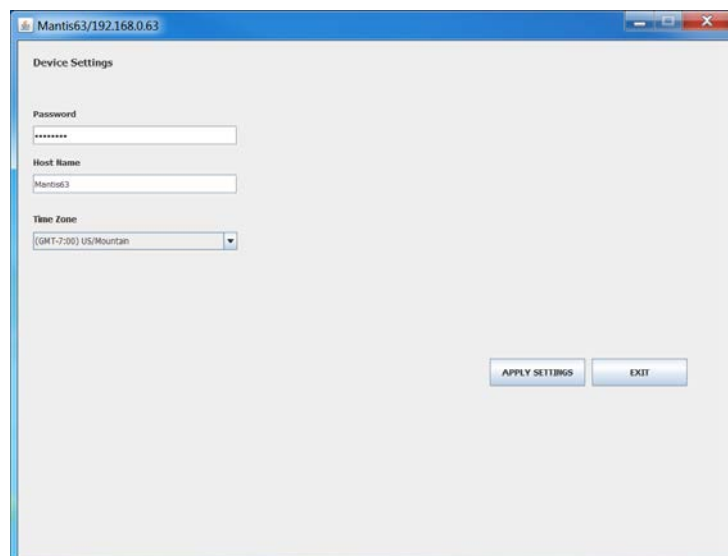 Mantis63/192.168.0.63
Device Settings
Password
••••••••
Host Name
Mantis63
Time Zone
(GMT-7:00) US/Mountain
APPLY SETTINGS
EXIT